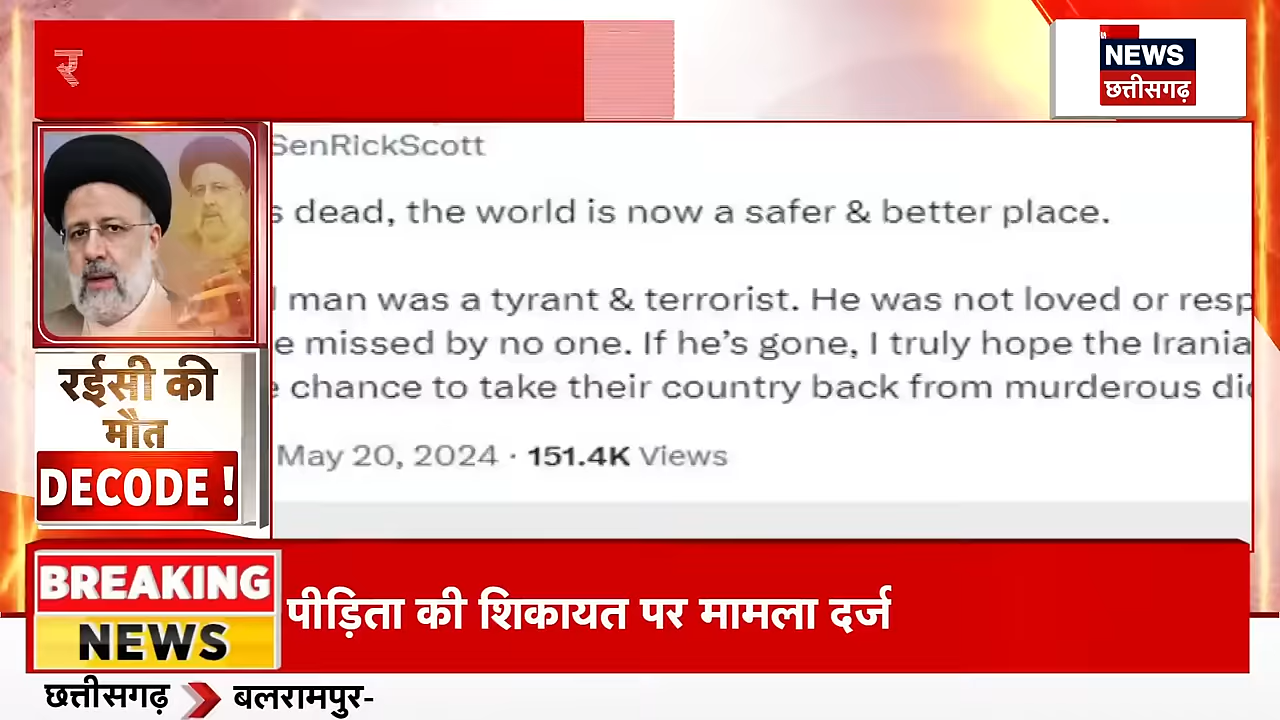 र
NEWS
छत्तीसगढ़
SenRickScott
s dead, the world is now a safer & better place.
man was a tyrant & terrorist. He was not loved or resp
e missed by no one. If he's gone, I truly hope the Irania
e chance to take their country back from murderous dic
May 20, 2024 · 151.4K Views
रईसी की
मौत
DECODE !
BREAKING
NEWS
पीड़िता की शिकायत पर मामला दर्ज
छत्तीसगढ़ बलरामपुर-